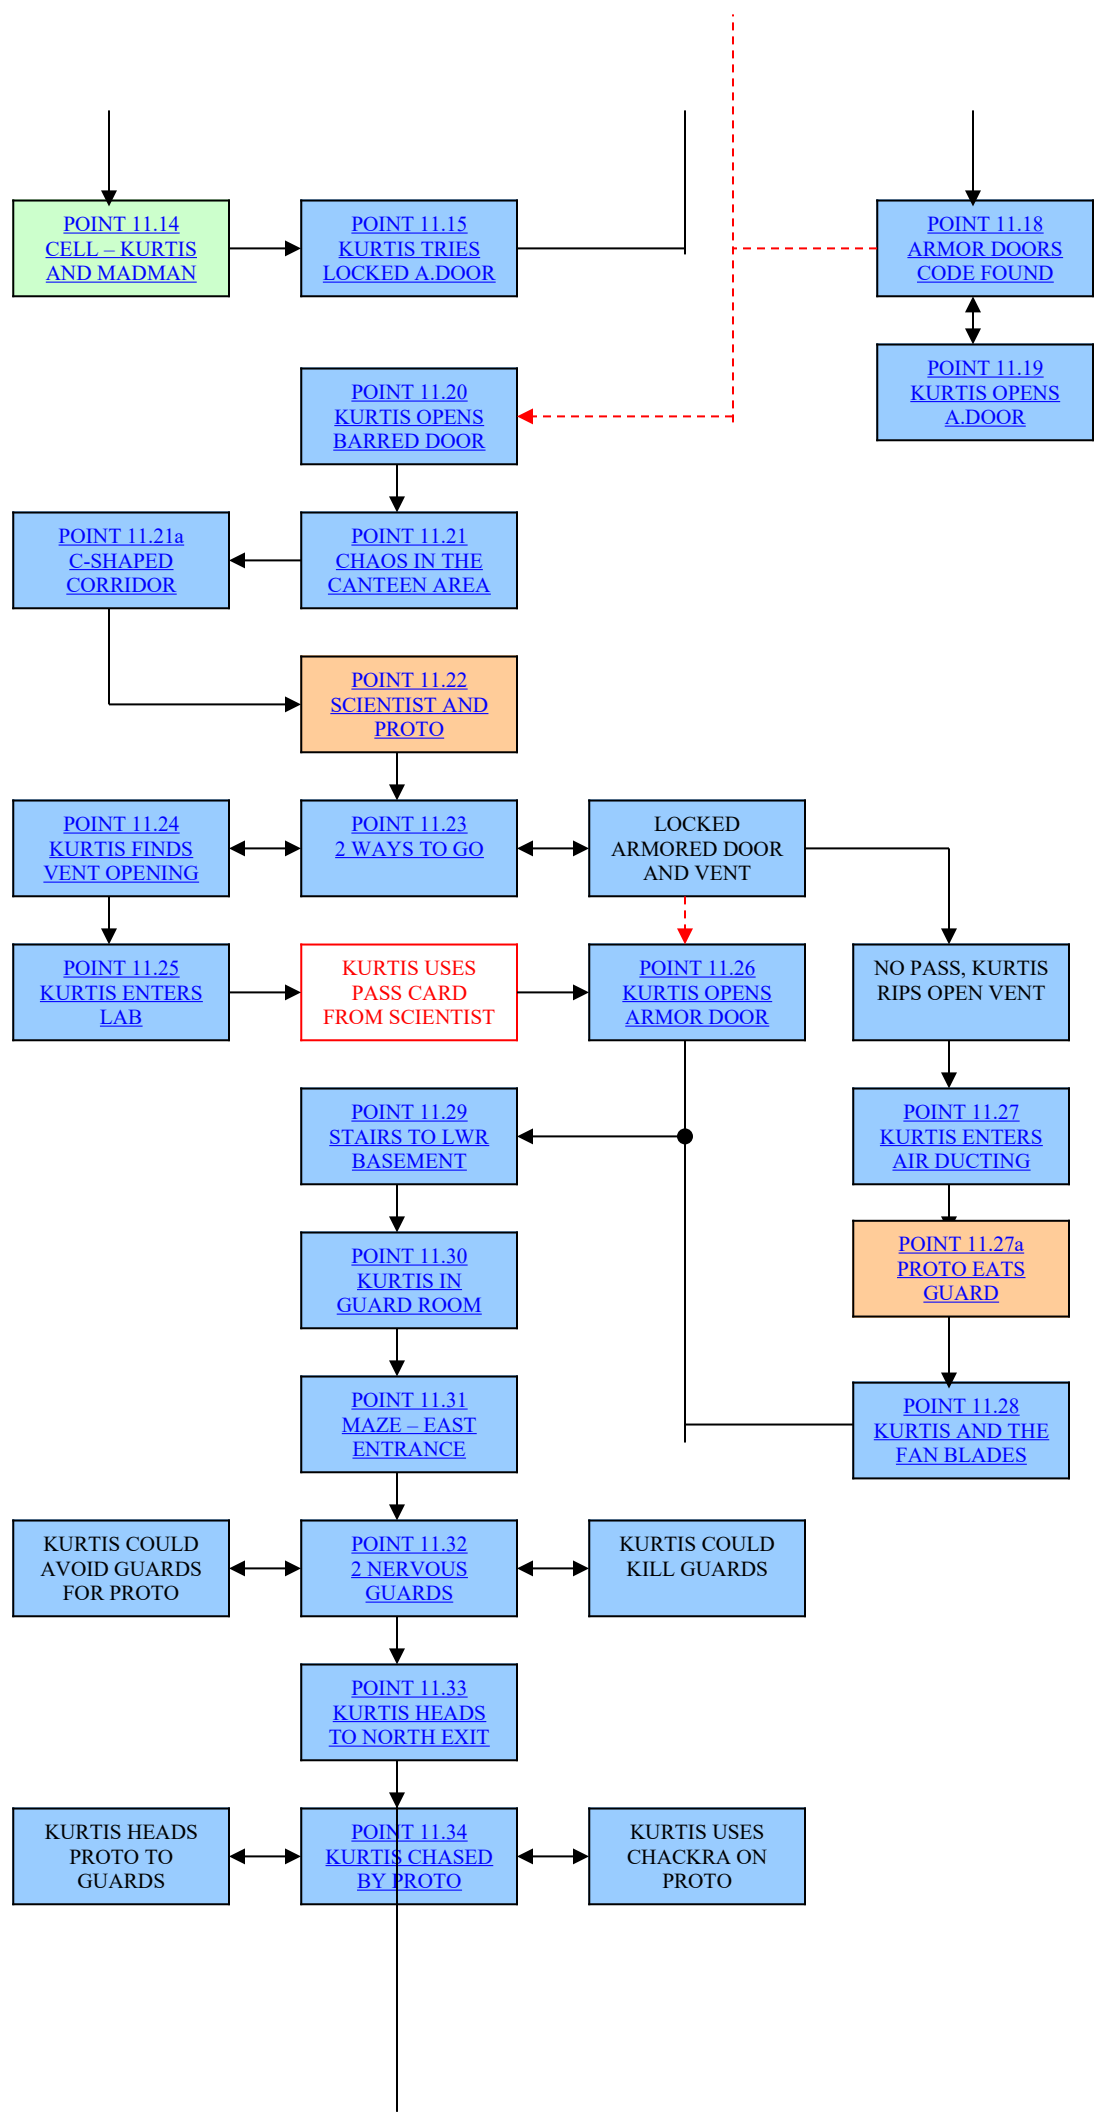 POINT 11.14
CELL – KURTIS
AND MADMAN
POINT 11.15
KURTIS TRIES
LOCKED A.DOOR
POINT 11.18
ARMOR DOORS
CODE FOUND
POINT 11.19
KURTIS OPENS
A.DOOR
POINT 11.20
KURTIS OPENS
BARRED DOOR
POINT 11.21a
C-SHAPED
CORRIDOR
POINT 11.21
CHAOS IN THE
CANTEEN AREA
POINT 11.22
SCIENTIST AND
PROTO
POINT 11.24
KURTIS FINDS
VENT OPENING
POINT 11.23
2 WAYS TO GO
LOCKED
ARMORED DOOR
AND VENT
POINT 11.25
KURTIS ENTERS
LAB
KURTIS USES
PASS CARD
FROM SCIENTIST
POINT 11.26
KURTIS OPENS
ARMOR DOOR
NO PASS, KURTIS
RIPS OPEN VENT
POINT 11.29
STAIRS TO LWR
BASEMENT
POINT 11.27
KURTIS ENTERS
AIR DUCTING
POINT 11.30
KURTIS IN
GUARD ROOM
POINT 11.27a
PROTO EATS
GUARD
POINT 11.31
MAZE – EAST
ENTRANCE
POINT 11.28
KURTIS AND THE
FAN BLADES
KURTIS COULD
AVOID GUARDS
FOR PROTO
POINT 11.32
2 NERVOUS
GUARDS
KURTIS COULD
KILL GUARDS
POINT 11.33
KURTIS HEADS
TO NORTH EXIT
KURTIS HEADS
PROTO TO
GUARDS
POINT 11.34
KURTIS CHASED
BY PROTO
KURTIS USES
CHACKRA ON
PROTO